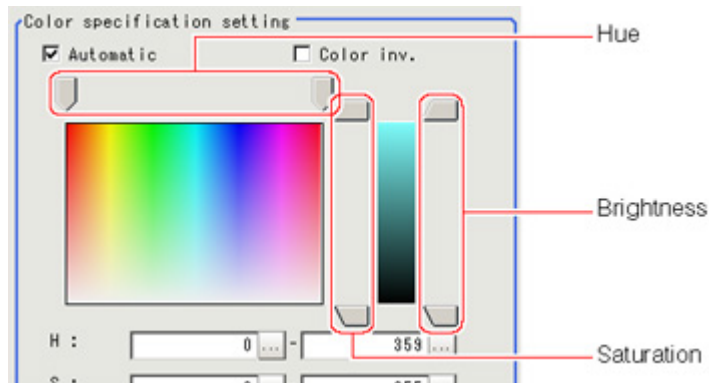 Color specification setting
Automatic
Color inv.
Hue
Brightness
H : 0 ... - 359 ...
Saturation